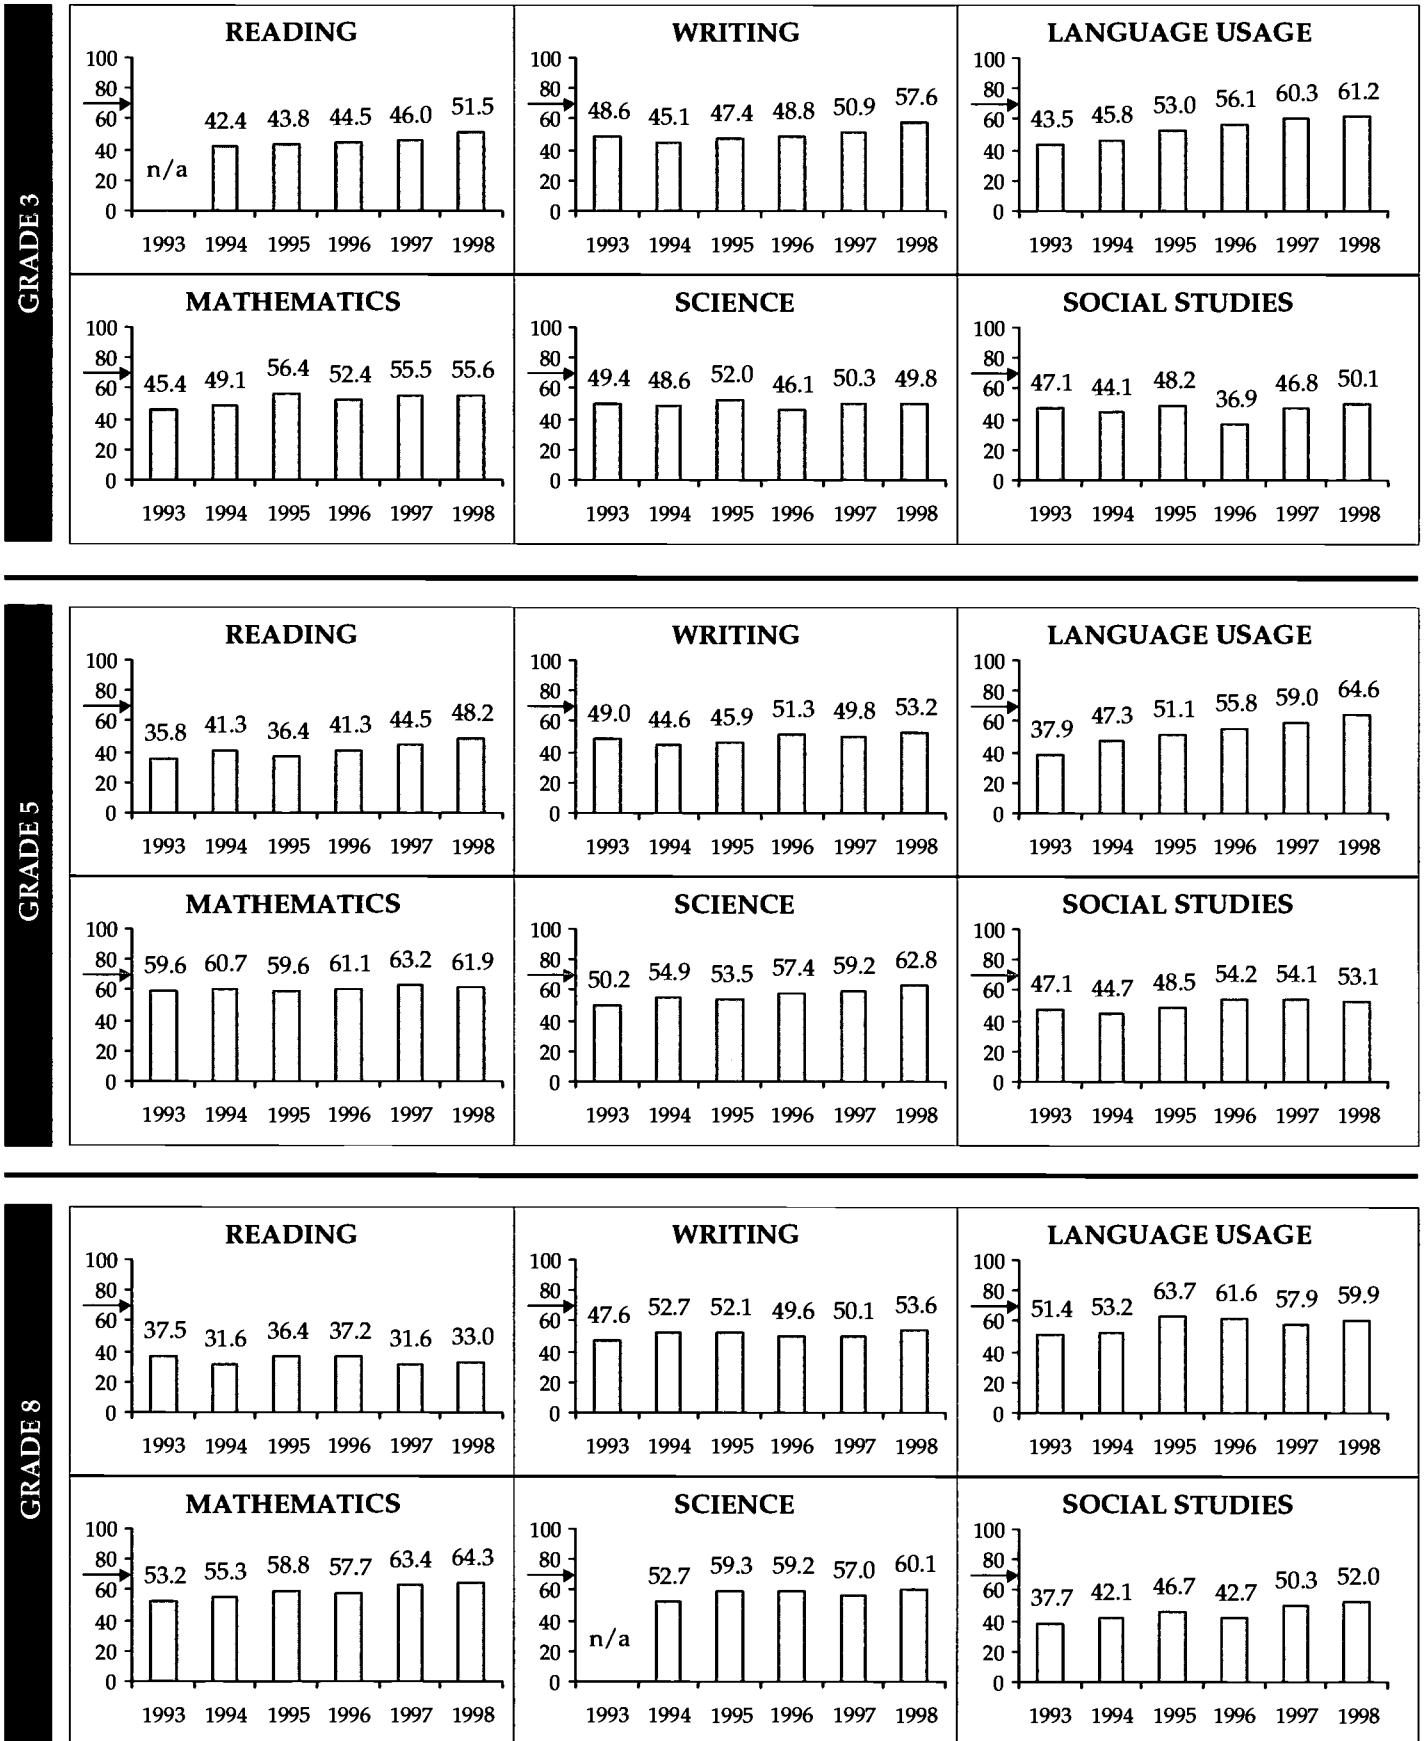 GRADE 3
READING
100
80
60
40
20
0
n/a
42.4 43.8 44.5 46.0 51.5
1993 1994 1995 1996 1997 1998
WRITING
100
80
60
40
20
0
48.6 45.1 47.4 48.8 50.9 57.6
1993 1994 1995 1996 1997 1998
LANGUAGE USAGE
100
80
60
40
20
0
43.5 45.8 53.0 56.1 60.3 61.2
1993 1994 1995 1996 1997 1998
MATHEMATICS
100
80
60
40
20
0
45.4 49.1 56.4 52.4 55.5 55.6
1993 1994 1995 1996 1997 1998
SCIENCE
100
80
60
40
20
0
49.4 48.6 52.0 46.1 50.3 49.8
1993 1994 1995 1996 1997 1998
SOCIAL STUDIES
100
80
60
40
20
0
47.1 44.1 48.2 36.9 46.8 50.1
1993 1994 1995 1996 1997 1998
GRADE 5
READING
100
80
60
40
20
0
35.8 41.3 36.4 41.3 44.5 48.2
1993 1994 1995 1996 1997 1998
WRITING
100
80
60
40
20
0
49.0 44.6 45.9 51.3 49.8 53.2
1993 1994 1995 1996 1997 1998
LANGUAGE USAGE
100
80
60
40
20
0
37.9 47.3 51.1 55.8 59.0 64.6
1993 1994 1995 1996 1997 1998
MATHEMATICS
100
80
60
40
20
0
59.6 60.7 59.6 61.1 63.2 61.9
1993 1994 1995 1996 1997 1998
SCIENCE
100
80
60
40
20
0
50.2 54.9 53.5 57.4 59.2 62.8
1993 1994 1995 1996 1997 1998
SOCIAL STUDIES
100
80
60
40
20
0
47.1 44.7 48.5 54.2 54.1 53.1
1993 1994 1995 1996 1997 1998
GRADE 8
READING
100
80
60
40
20
0
37.5 31.6 36.4 37.2 31.6 33.0
1993 1994 1995 1996 1997 1998
WRITING
100
80
60
40
20
0
47.6 52.7 52.1 49.6 50.1 53.6
1993 1994 1995 1996 1997 1998
LANGUAGE USAGE
100
80
60
40
20
0
51.4 53.2 63.7 61.6 57.9 59.9
1993 1994 1995 1996 1997 1998
MATHEMATICS
100
80
60
40
20
0
53.2 55.3 58.8 57.7 63.4 64.3
1993 1994 1995 1996 1997 1998
SCIENCE
100
80
60
40
20
0
n/a
52.7 59.3 59.2 57.0 60.1
1993 1994 1995 1996 1997 1998
SOCIAL STUDIES
100
80
60
40
20
0
37.7 42.1 46.7 42.7 50.3 52.0
1993 1994 1995 1996 1997 1998